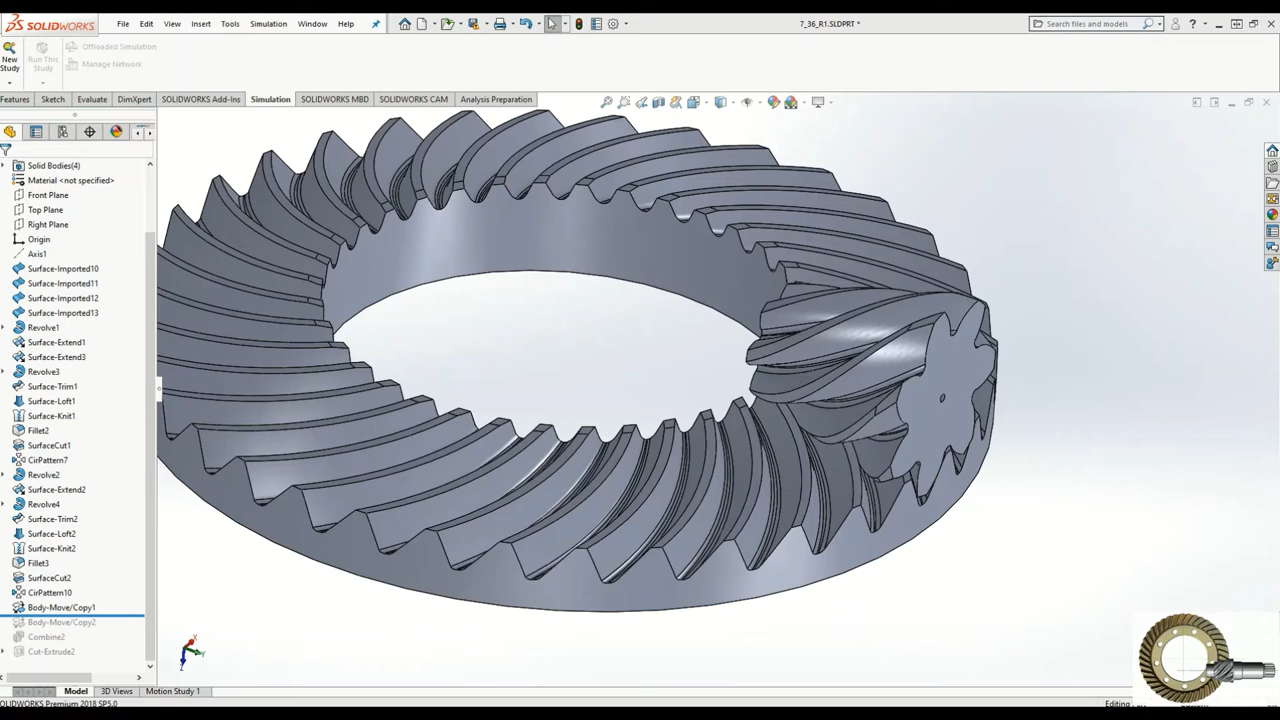 SOLIDWORKS
File
Edit
View
Insert
Tools
Simulation
Window
Help
7_36_R1.SLDPRT *
Search files and models
New
Study
Run This
Study
Offloaded Simulation
Manage Network
Features
Sketch
Evaluate
DimXpert
SOLIDWORKS Add-Ins
Simulation
SOLIDWORKS MBD
SOLIDWORKS CAM
Analysis Preparation
Solid Bodies(4)
Material <not specified>
Front Plane
Top Plane
Right Plane
Origin
Axis1
Surface-Imported10
Surface-Imported11
Surface-Imported12
Surface-Imported13
Revolve1
Surface-Extend1
Surface-Extend3
Revolve3
Surface-Trim1
Surface-Loft1
Surface-Knit1
Fillet2
SurfaceCut1
CirPattern7
Revolve2
Surface-Extend2
Revolve4
Surface-Trim2
Surface-Loft2
Surface-Knit2
Fillet3
SurfaceCut2
CirPattern10
Body-Move/Copy1
Body-Move/Copy2
Combine2
Cut-Extrude2
X
Y
Z
Model
3D Views
Motion Study 1
SOLIDWORKS Premium 2018 SP5.0
Editing